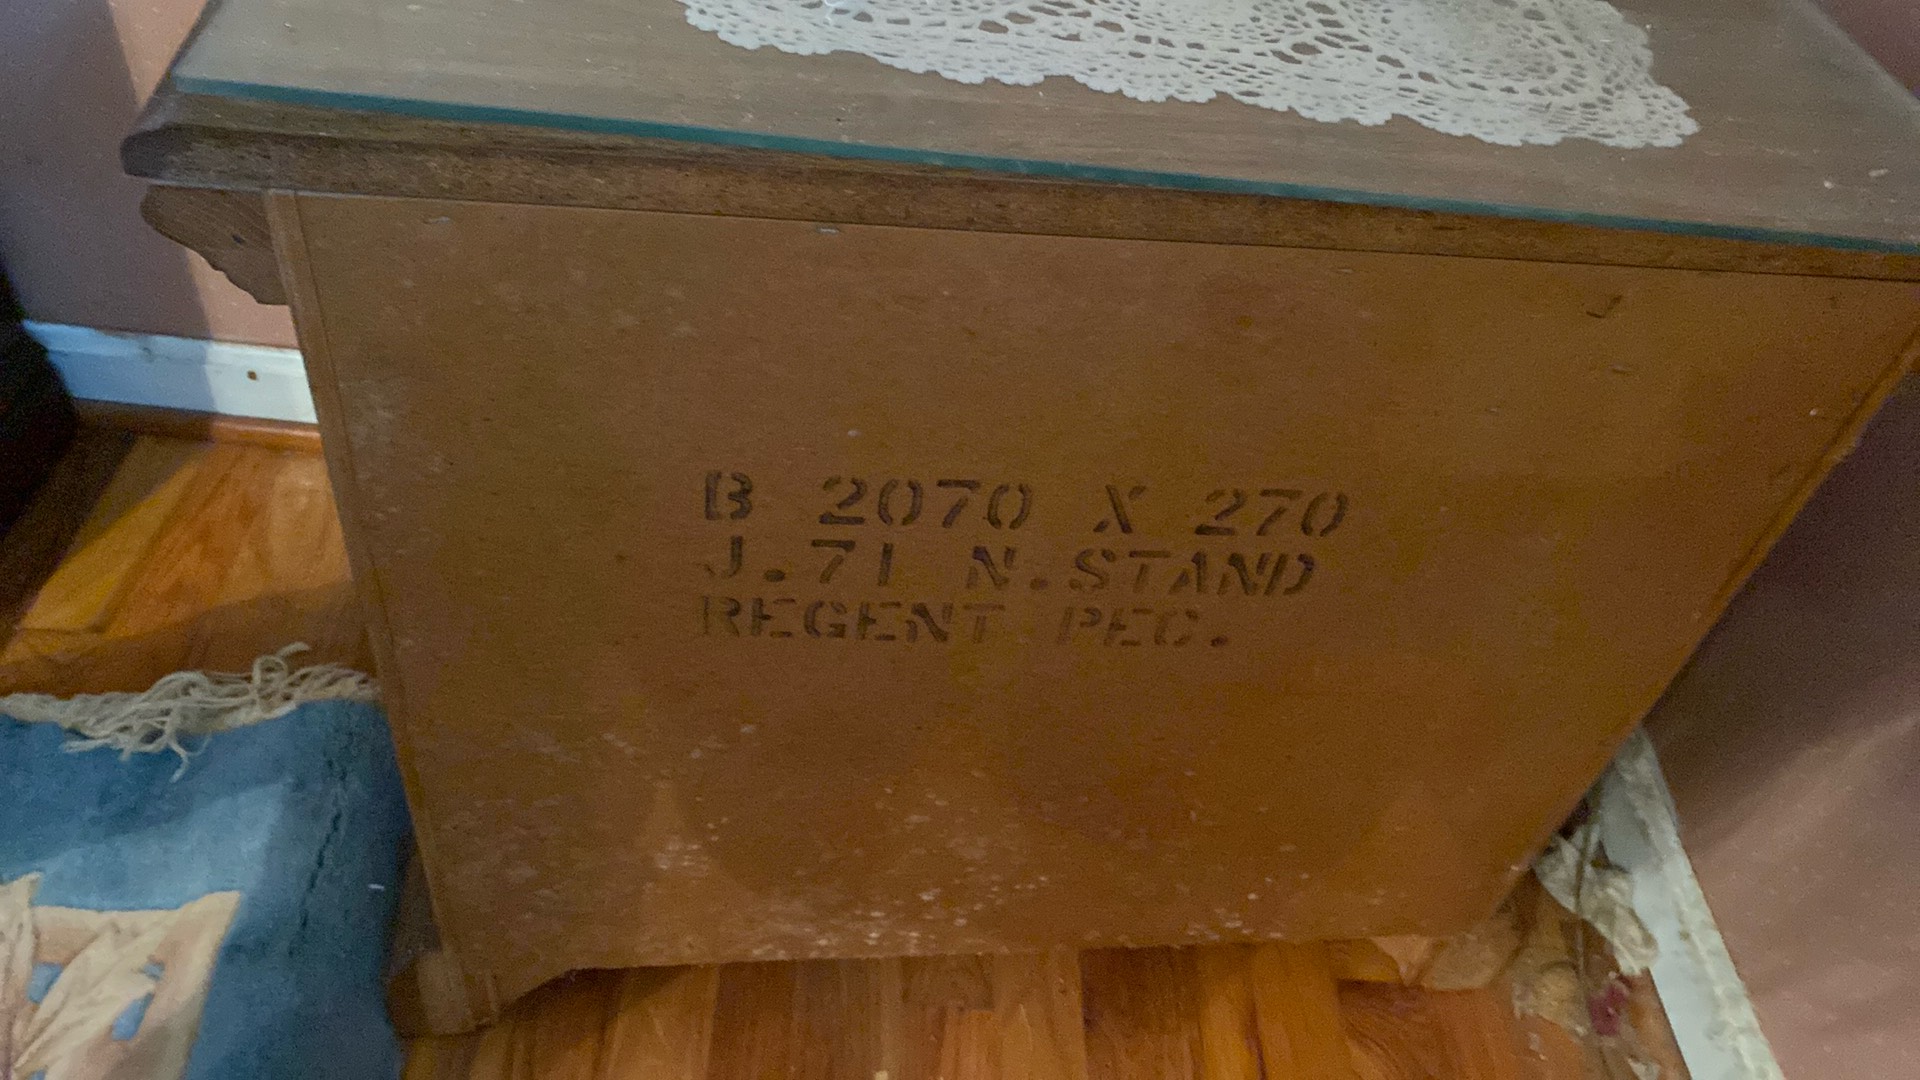 B 2070 X 270
J.71 N.STAND
REGENT PEC.